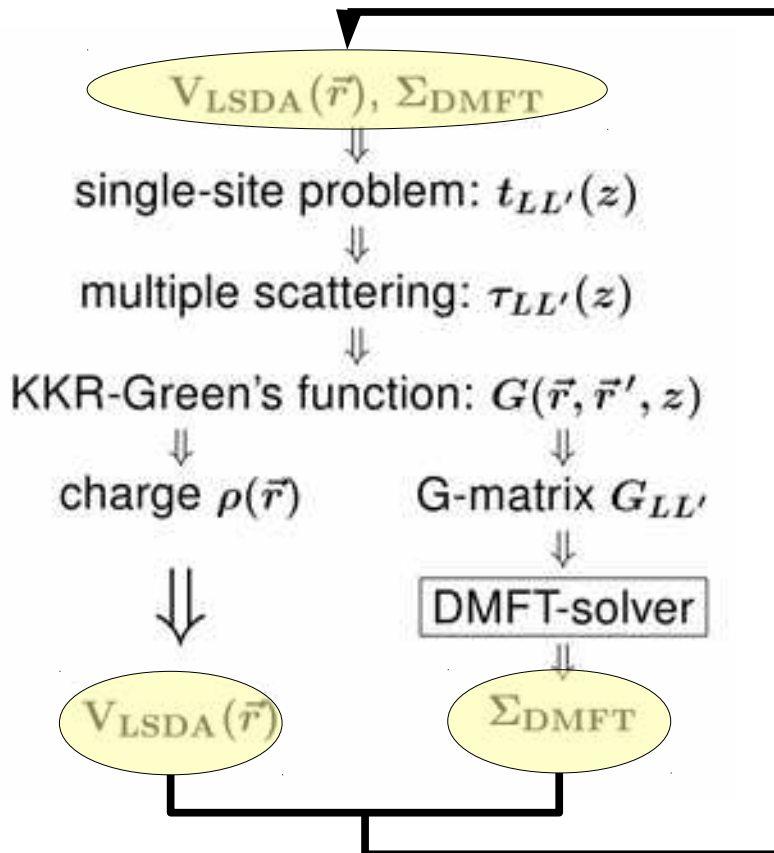 V_LSDA(r⃗), Σ_DMFT
⇓
single-site problem: t_LL'(z)
⇓
multiple scattering: τ_LL'(z)
⇓
KKR-Green's function: G(r⃗, r⃗', z)
⇓ ⇓
charge ρ(r⃗) G-matrix G_LL'
⇓
⇓ DMFT-solver
⇓
V_LSDA(r⃗) Σ_DMFT